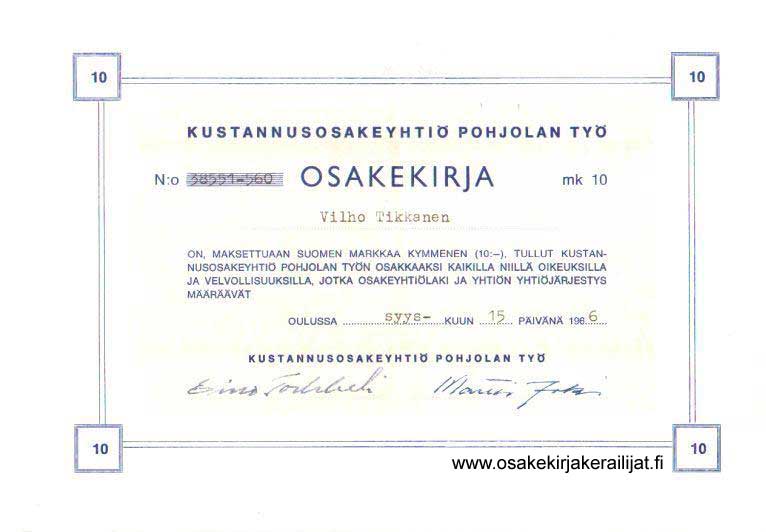 10 10
KUSTANNUSOSAKEYHTIÖ POHJOLAN TYÖ
N:o 38551-560 OSAKEKIRJA mk 10
Vilho Tikkanen
ON, MAKSETTUAAN SUOMEN MARKKAA KYMMENEN (10:–), TULLUT KUSTAN-
NUSOSAKEYHTIÖ POHJOLAN TYÖN OSAKKAAKSI KAIKILLA NIILLÄ OIKEUKSILLA
JA VELVOLLISUUKSILLA, JOTKA OSAKEYHTIÖLAKI JA YHTIÖN YHTIÖJÄRJESTYS
MÄÄRÄÄVÄT
OULUSSA syys- KUUN 15 PÄIVÄNÄ 196 6
KUSTANNUSOSAKEYHTIÖ POHJOLAN TYÖ
10 10
www.osakekirjakerailijat.fi